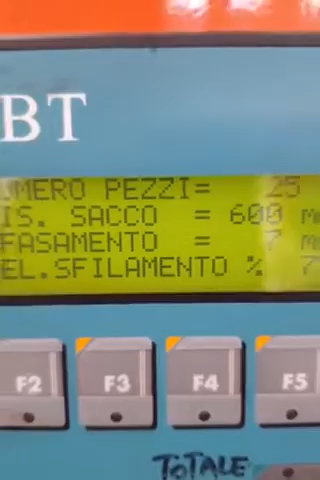 BT
UMERO PEZZI= 25
IS. SACCO = 600 m
FASAMENTO = 7 m
EL.SFILAMENTO % 7
F2 F3 F4 F5
TOTALE